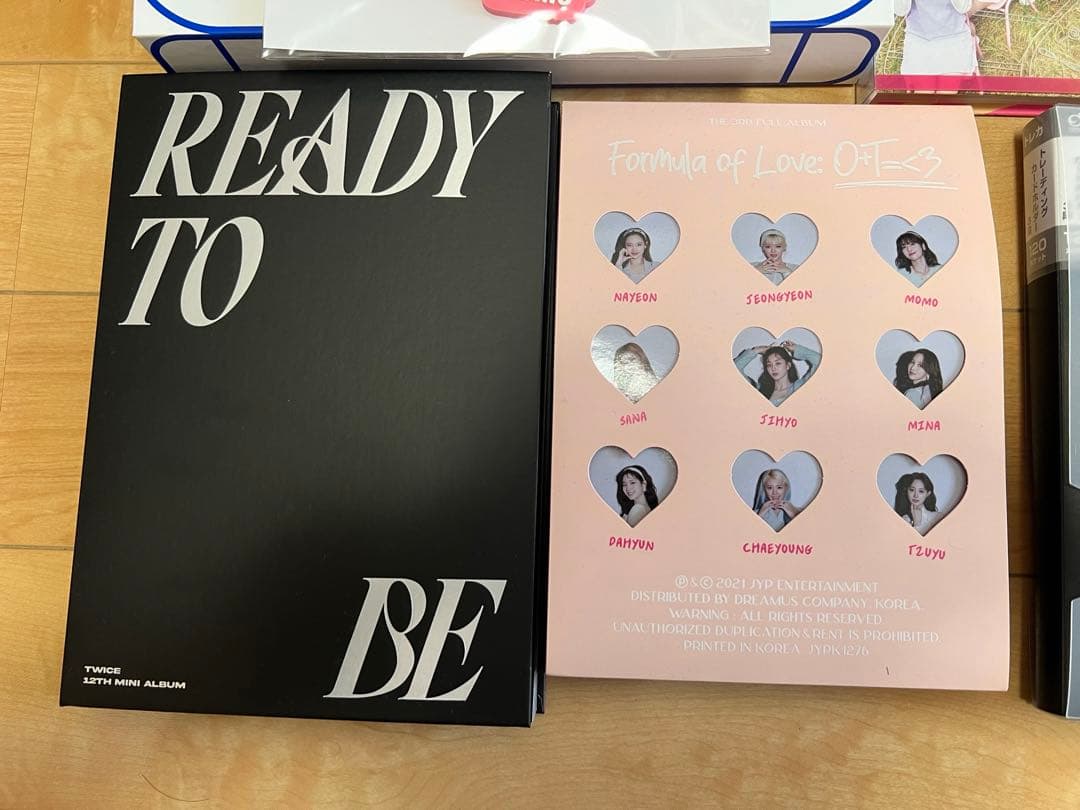 READY
TO
BE
TWICE
12TH MINI ALBUM
THE 3RD FULL ALBUM
Formula of Love: O+T=<3
NAYEON
JEONGYEON
MOMO
SANA
JIHYO
MINA
DAHYUN
CHAEYOUNG
TZUYU
Ⓟ & © 2021 JYP ENTERTAINMENT
DISTRIBUTED BY DREAMUS COMPANY, KOREA.
WARNING : ALL RIGHTS RESERVED.
UNAUTHORIZED DUPLICATION & RENT IS PROHIBITED.
PRINTED IN KOREA JYPK1276
トレカ
トレーディング
カードホルダー
120